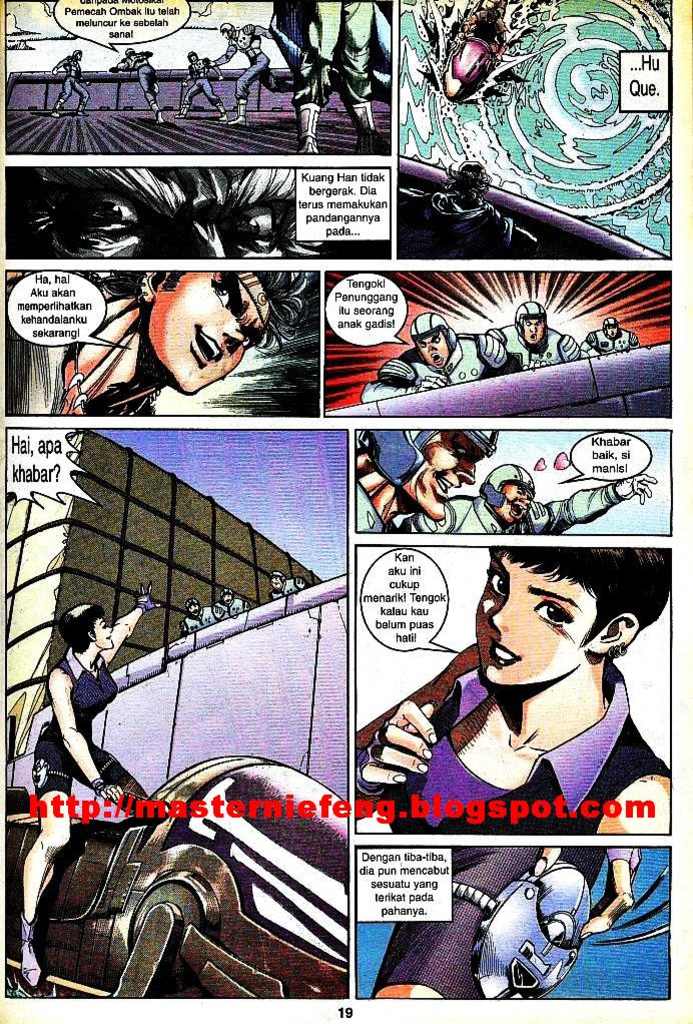 daripada Motosikal
Pemecah Ombak itu telah
meluncur ke sebelah
sana!
...Hu
Que.
Kuang Han tidak
bergerak. Dia
terus memakukan
pandangannya
pada...
Ha, ha!
Aku akan
memperlihatkan
kehandalanku
sekarang!
Tengok!
Penunggang
itu seorang
anak gadis!
Hai, apa
khabar?
Khabar
baik, si
manis!
Kan
aku ini
cukup
menarik! Tengok
kalau kau
belum puas
hati!
http://masterniefeng.blogspot.com
Dengan tiba-tiba,
dia pun mencabut
sesuatu yang
terikat pada
pahanya.
19